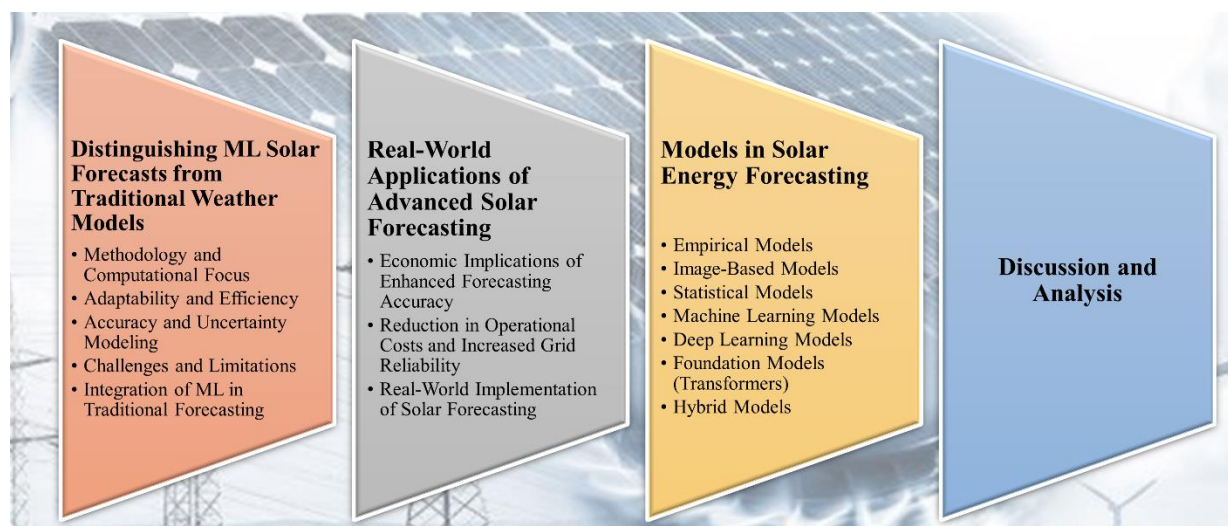 Distinguishing ML Solar
Forecasts from
Traditional Weather
Models
• Methodology and
Computational Focus
• Adaptability and Efficiency
• Accuracy and Uncertainty
Modeling
• Challenges and Limitations
• Integration of ML in
Traditional Forecasting
Real-World
Applications of
Advanced Solar
Forecasting
• Economic Implications of
Enhanced Forecasting
Accuracy
• Reduction in Operational
Costs and Increased Grid
Reliability
• Real-World Implementation
of Solar Forecasting
Models in Solar
Energy Forecasting
• Empirical Models
• Image-Based Models
• Statistical Models
• Machine Learning Models
• Deep Learning Models
• Foundation Models
(Transformers)
• Hybrid Models
Discussion and
Analysis